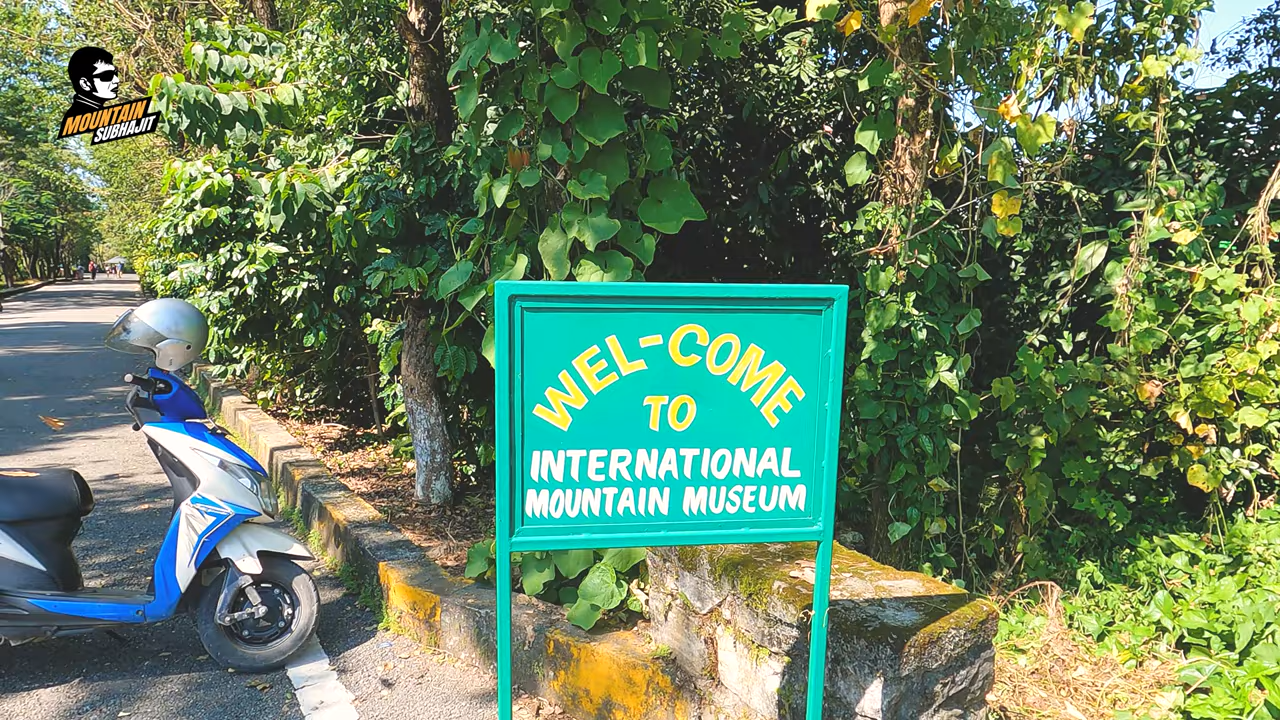 MOUNTAIN
SUBHAJIT
WEL-COME
TO
INTERNATIONAL
MOUNTAIN MUSEUM